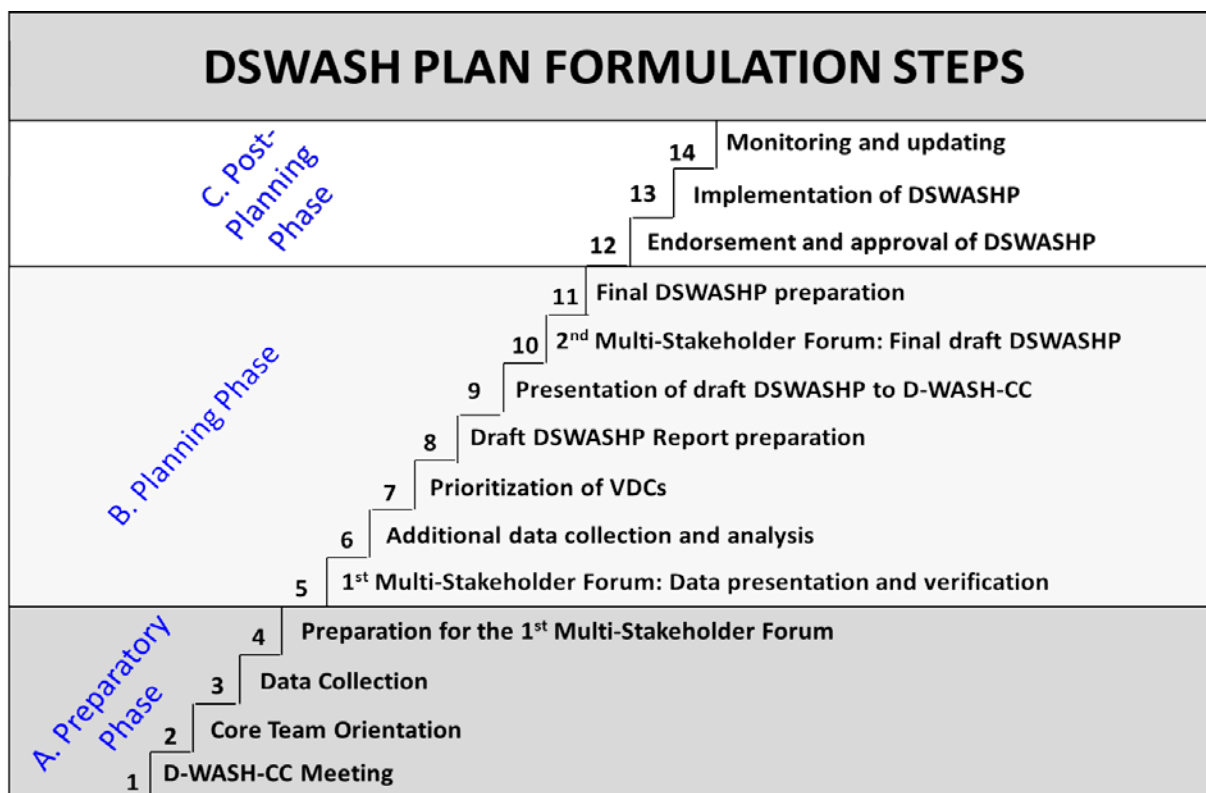 DSWASH PLAN FORMULATION STEPS
C. Post-
Planning
Phase
14 Monitoring and updating
13 Implementation of DSWASHP
12 Endorsement and approval of DSWASHP
B. Planning Phase
11 Final DSWASHP preparation
10 2nd Multi-Stakeholder Forum: Final draft DSWASHP
9 Presentation of draft DSWASHP to D-WASH-CC
8 Draft DSWASHP Report preparation
7 Prioritization of VDCs
6 Additional data collection and analysis
5 1st Multi-Stakeholder Forum: Data presentation and verification
A. Preparatory
Phase
4 Preparation for the 1st Multi-Stakeholder Forum
3 Data Collection
2 Core Team Orientation
1 D-WASH-CC Meeting